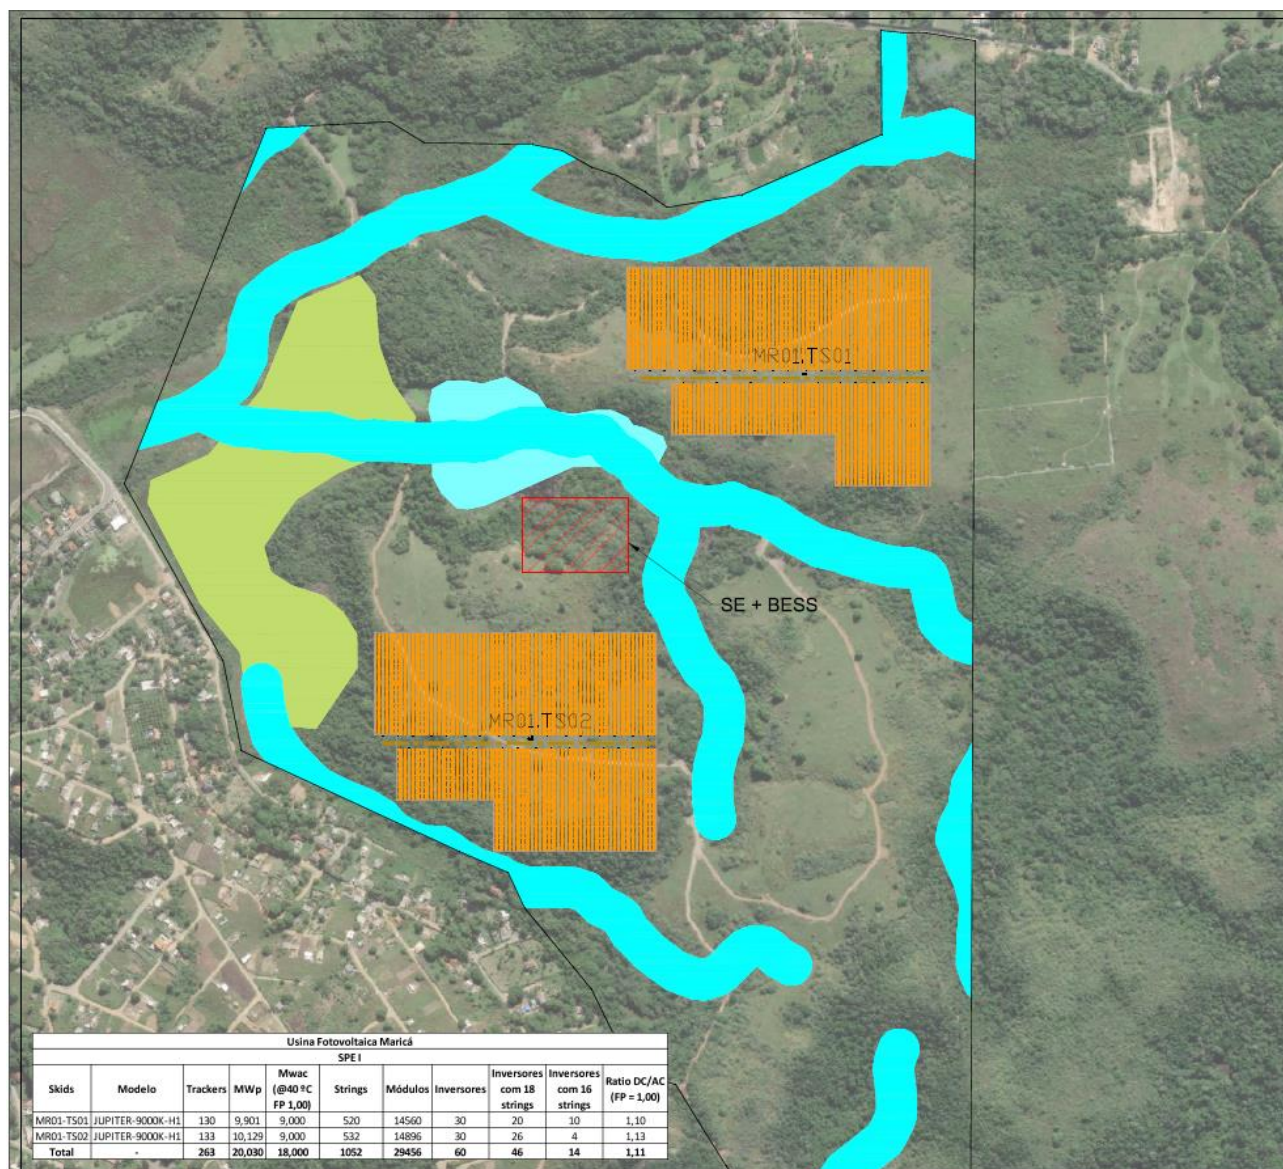 MR01.TS01
SE + BESS
MR01.TS02
Usina Fotovoltaica Maricá
SPE I
Skids Modelo Trackers MWp Mwac (@40 ºC FP 1,00) Strings Módulos Inversores Inversores com 18 strings Inversores com 16 strings Ratio DC/AC (FP = 1,00)
MR01-TS01 JUPITER-9000K-H1 130 9,901 9,000 520 14560 30 20 10 1,10
MR01-TS02 JUPITER-9000K-H1 133 10,129 9,000 532 14896 30 26 4 1,13
Total - 263 20,030 18,000 1052 29456 60 46 14 1,11